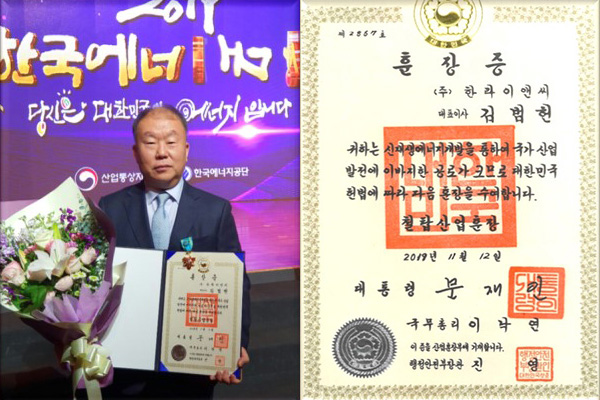 2019
한국에너지
당신은 대한민국 에너지입니다
산업통상자
한국에너지공단
훈장증
제 2957 호
대한민국
훈장증
(주) 한라이앤씨
대표이사 김범헌
귀하는 신재생에너지개발을 통하여 국가 산업
발전에 이바지한 공로가 크므로 대한민국
헌법에 따라 다음 훈장을 수여합니다.
철탑산업훈장
2019년 11월 12일
대통령 문재인
국무총리 이낙연
이 증을 산업훈장부에 기재합니다.
행정안전부장관 진영